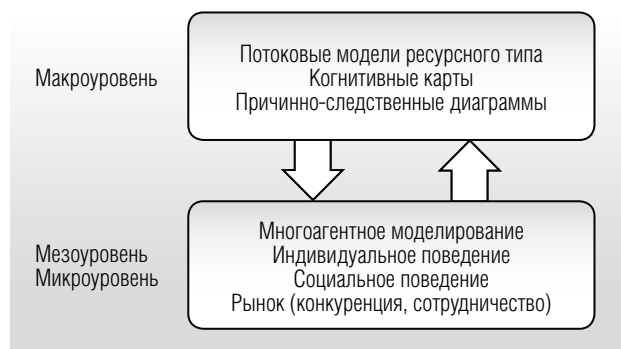 Макроуровень
Потоковые модели ресурсного типа
Когнитивные карты
Причинно-следственные диаграммы
Мезоуровень
Микроуровень
Многоагентное моделирование
Индивидуальное поведение
Социальное поведение
Рынок (конкуренция, сотрудничество)